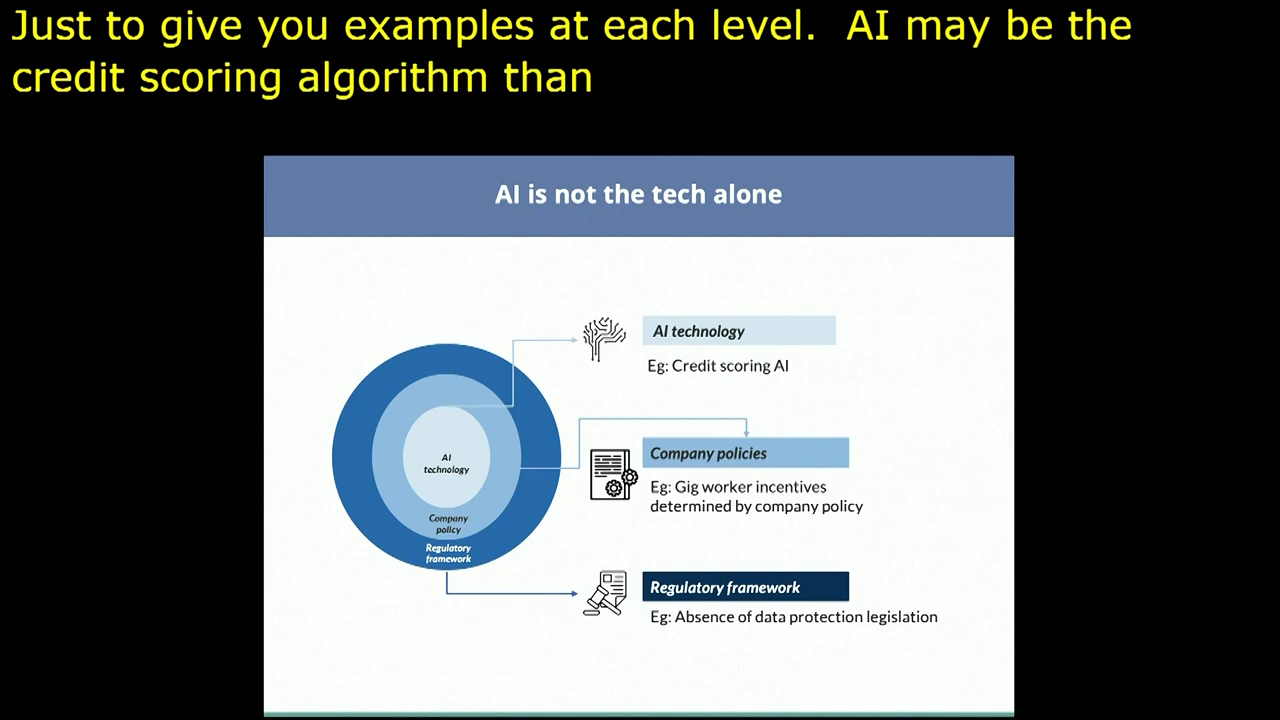 Just to give you examples at each level.  AI may be the
credit scoring algorithm than
AI is not the tech alone
AI technology
Eg: Credit scoring AI
AI
technology
Company
policy
Regulatory
framework
Company policies
Eg: Gig worker incentives
determined by company policy
Regulatory framework
Eg: Absence of data protection legislation